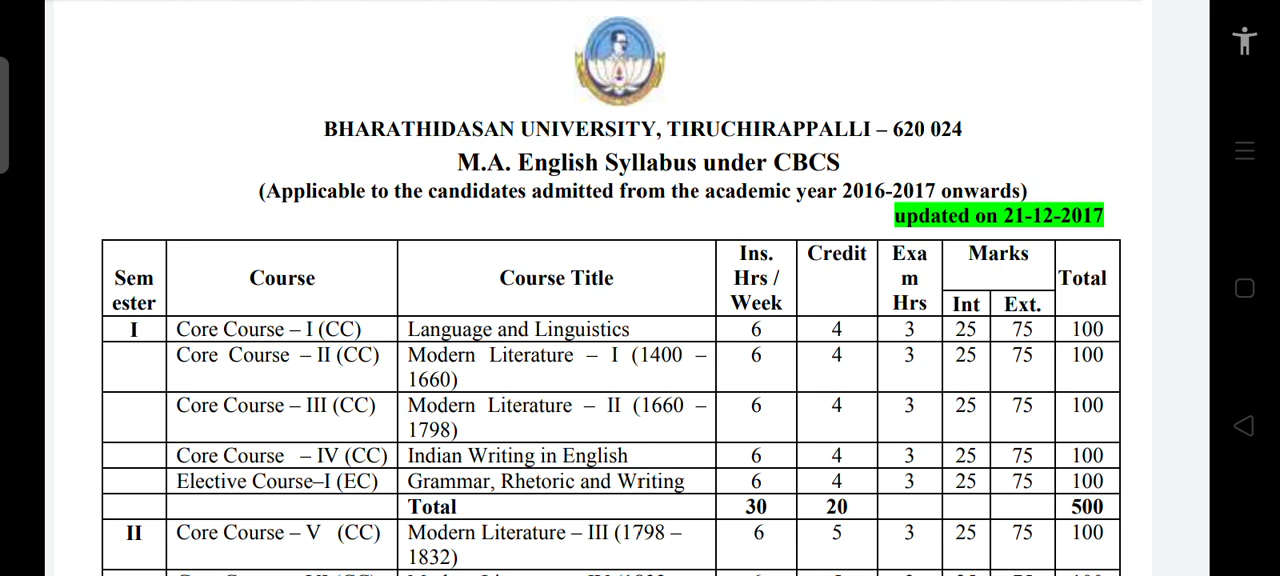 BHARATHIDASAN UNIVERSITY, TIRUCHIRAPPALLI – 620 024
M.A. English Syllabus under CBCS
(Applicable to the candidates admitted from the academic year 2016-2017 onwards)
updated on 21-12-2017
Sem ester Course Course Title Ins. Hrs / Week Credit Exa m Hrs Marks Total
Int Ext.
I Core Course – I (CC) Language and Linguistics 6 4 3 25 75 100
Core Course – II (CC) Modern Literature – I (1400 – 6 4 3 25 75 100
1660)
Core Course – III (CC) Modern Literature – II (1660 – 6 4 3 25 75 100
1798)
Core Course – IV (CC) Indian Writing in English 6 4 3 25 75 100
Elective Course–I (EC) Grammar, Rhetoric and Writing 6 4 3 25 75 100
Total 30 20 500
II Core Course – V (CC) Modern Literature – III (1798 – 6 5 3 25 75 100
1832)